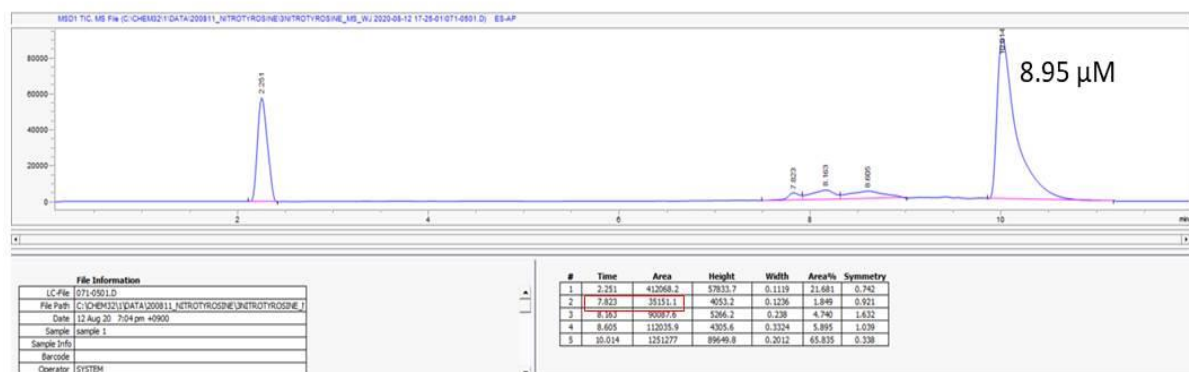 MSD1 TIC, MS File (C:\CHEM32\1\DATA\200811_NITROTYROSINE\3NITROTYROSINE_MS_WJ 2020-08-12 17-25-01\071-0501.D) ES-AP
80000
60000
40000
20000
0
2.251
7.823
8.163
8.605
8.95 µM
2 4 6 8 10
File Information
LC-File 071-0501.D
File Path C:\CHEM32\1\DATA\200811_NITROTYROSINE\3NITROTYROSINE_
Date 12 Aug 20 7:04 pm +0900
Sample sample 1
Sample Info
Barcode
Operator SYSTEM
# Time Area Height Width Area% Symmetry
1 2.251 412068.2 57833.7 0.1119 21.681 0.742
2 7.823 35151.1 4053.2 0.1236 1.849 0.921
3 8.163 90087.6 5266.2 0.238 4.740 1.632
4 8.605 112035.9 4305.6 0.3324 5.895 1.039
5 10.014 1251277 89649.8 0.2012 65.835 0.338